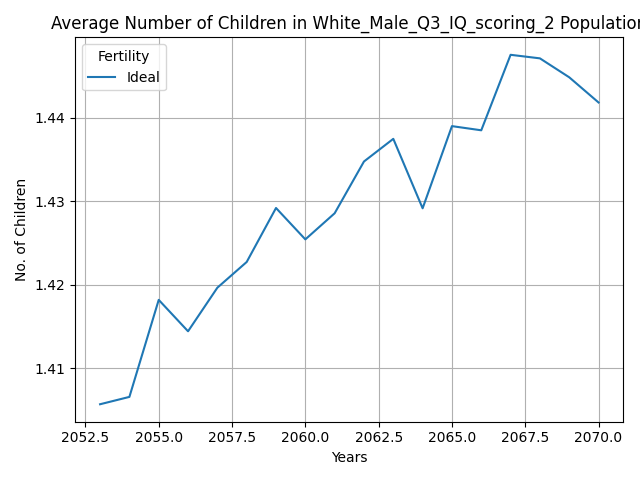 Average Number of Children in White_Male_Q3_IQ_scoring_2 Population
Fertility
Ideal
No. of Children
1.44
1.43
1.42
1.41
2052.5 2055.0 2057.5 2060.0 2062.5 2065.0 2067.5 2070.0
Years